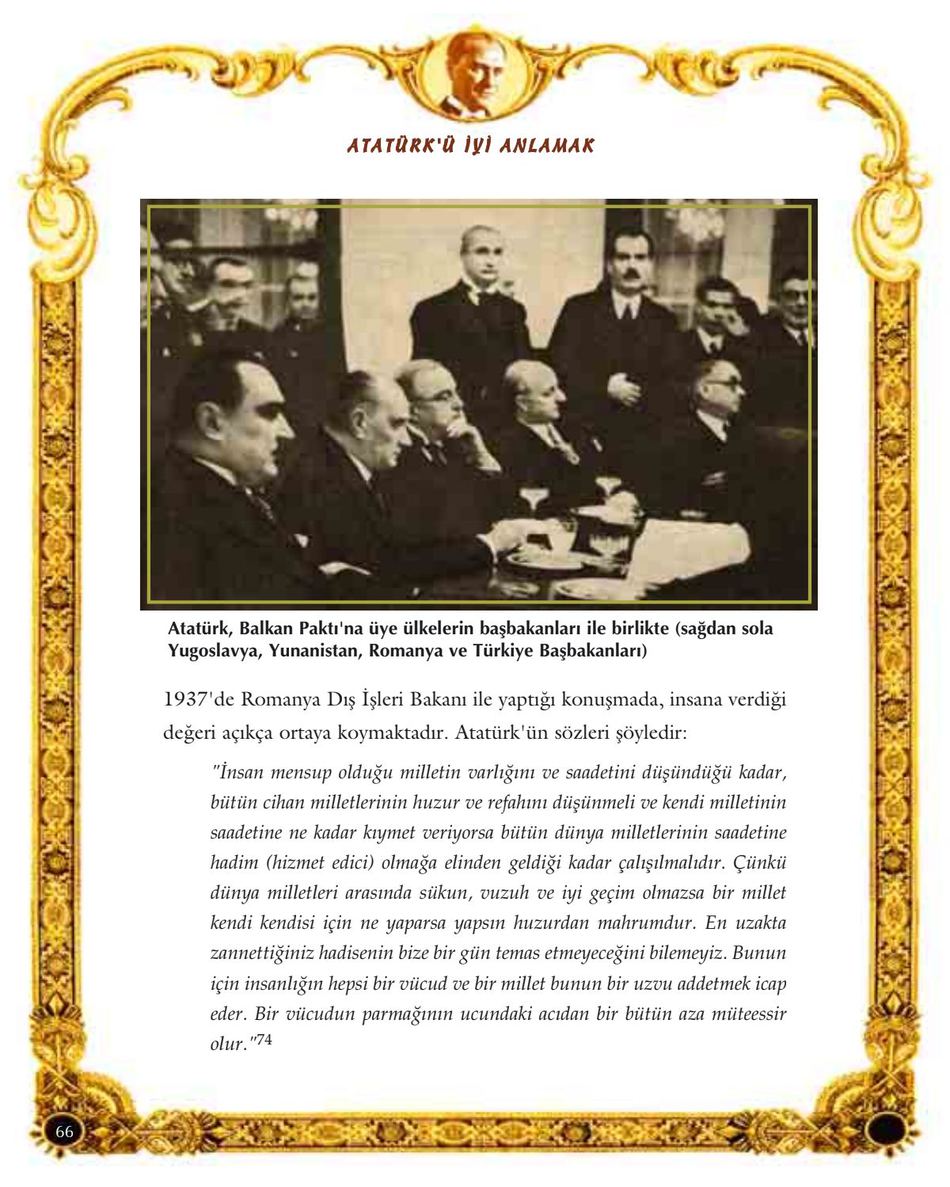 ATATÜRK'Ü İYİ ANLAMAK
Atatürk, Balkan Paktı'na üye ülkelerin başbakanları ile birlikte (sağdan sola
Yugoslavya, Yunanistan, Romanya ve Türkiye Başbakanları)
1937'de Romanya Dış İşleri Bakanı ile yaptığı konuşmada, insana verdiği
değeri açıkça ortaya koymaktadır. Atatürk'ün sözleri şöyledir:
"İnsan mensup olduğu milletin varlığını ve saadetini düşündüğü kadar,
bütün cihan milletlerinin huzur ve refahını düşünmeli ve kendi milletinin
saadetine ne kadar kıymet veriyorsa bütün dünya milletlerinin saadetine
hadim (hizmet edici) olmağa elinden geldiği kadar çalışılmalıdır. Çünkü
dünya milletleri arasında sükun, vuzuh ve iyi geçim olmazsa bir millet
kendi kendisi için ne yaparsa yapsın huzurdan mahrumdur. En uzakta
zannettiğiniz hadisenin bize bir gün temas etmeyeceğini bilemeyiz. Bunun
için insanlığın hepsi bir vücud ve bir millet bunun bir uzvu addetmek icap
eder. Bir vücudun parmağının ucundaki acıdan bir bütün aza müteessir
olur."74
66